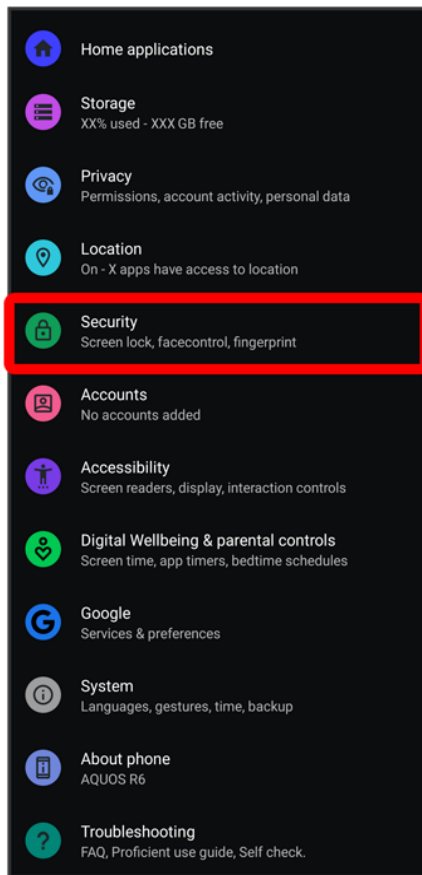 Home applications
Storage
XX% used - XXX GB free
Privacy
Permissions, account activity, personal data
Location
On - X apps have access to location
Security
Screen lock, facecontrol, fingerprint
Accounts
No accounts added
Accessibility
Screen readers, display, interaction controls
Digital Wellbeing & parental controls
Screen time, app timers, bedtime schedules
Google
Services & preferences
System
Languages, gestures, time, backup
About phone
AQUOS R6
Troubleshooting
FAQ, Proficient use guide, Self check.